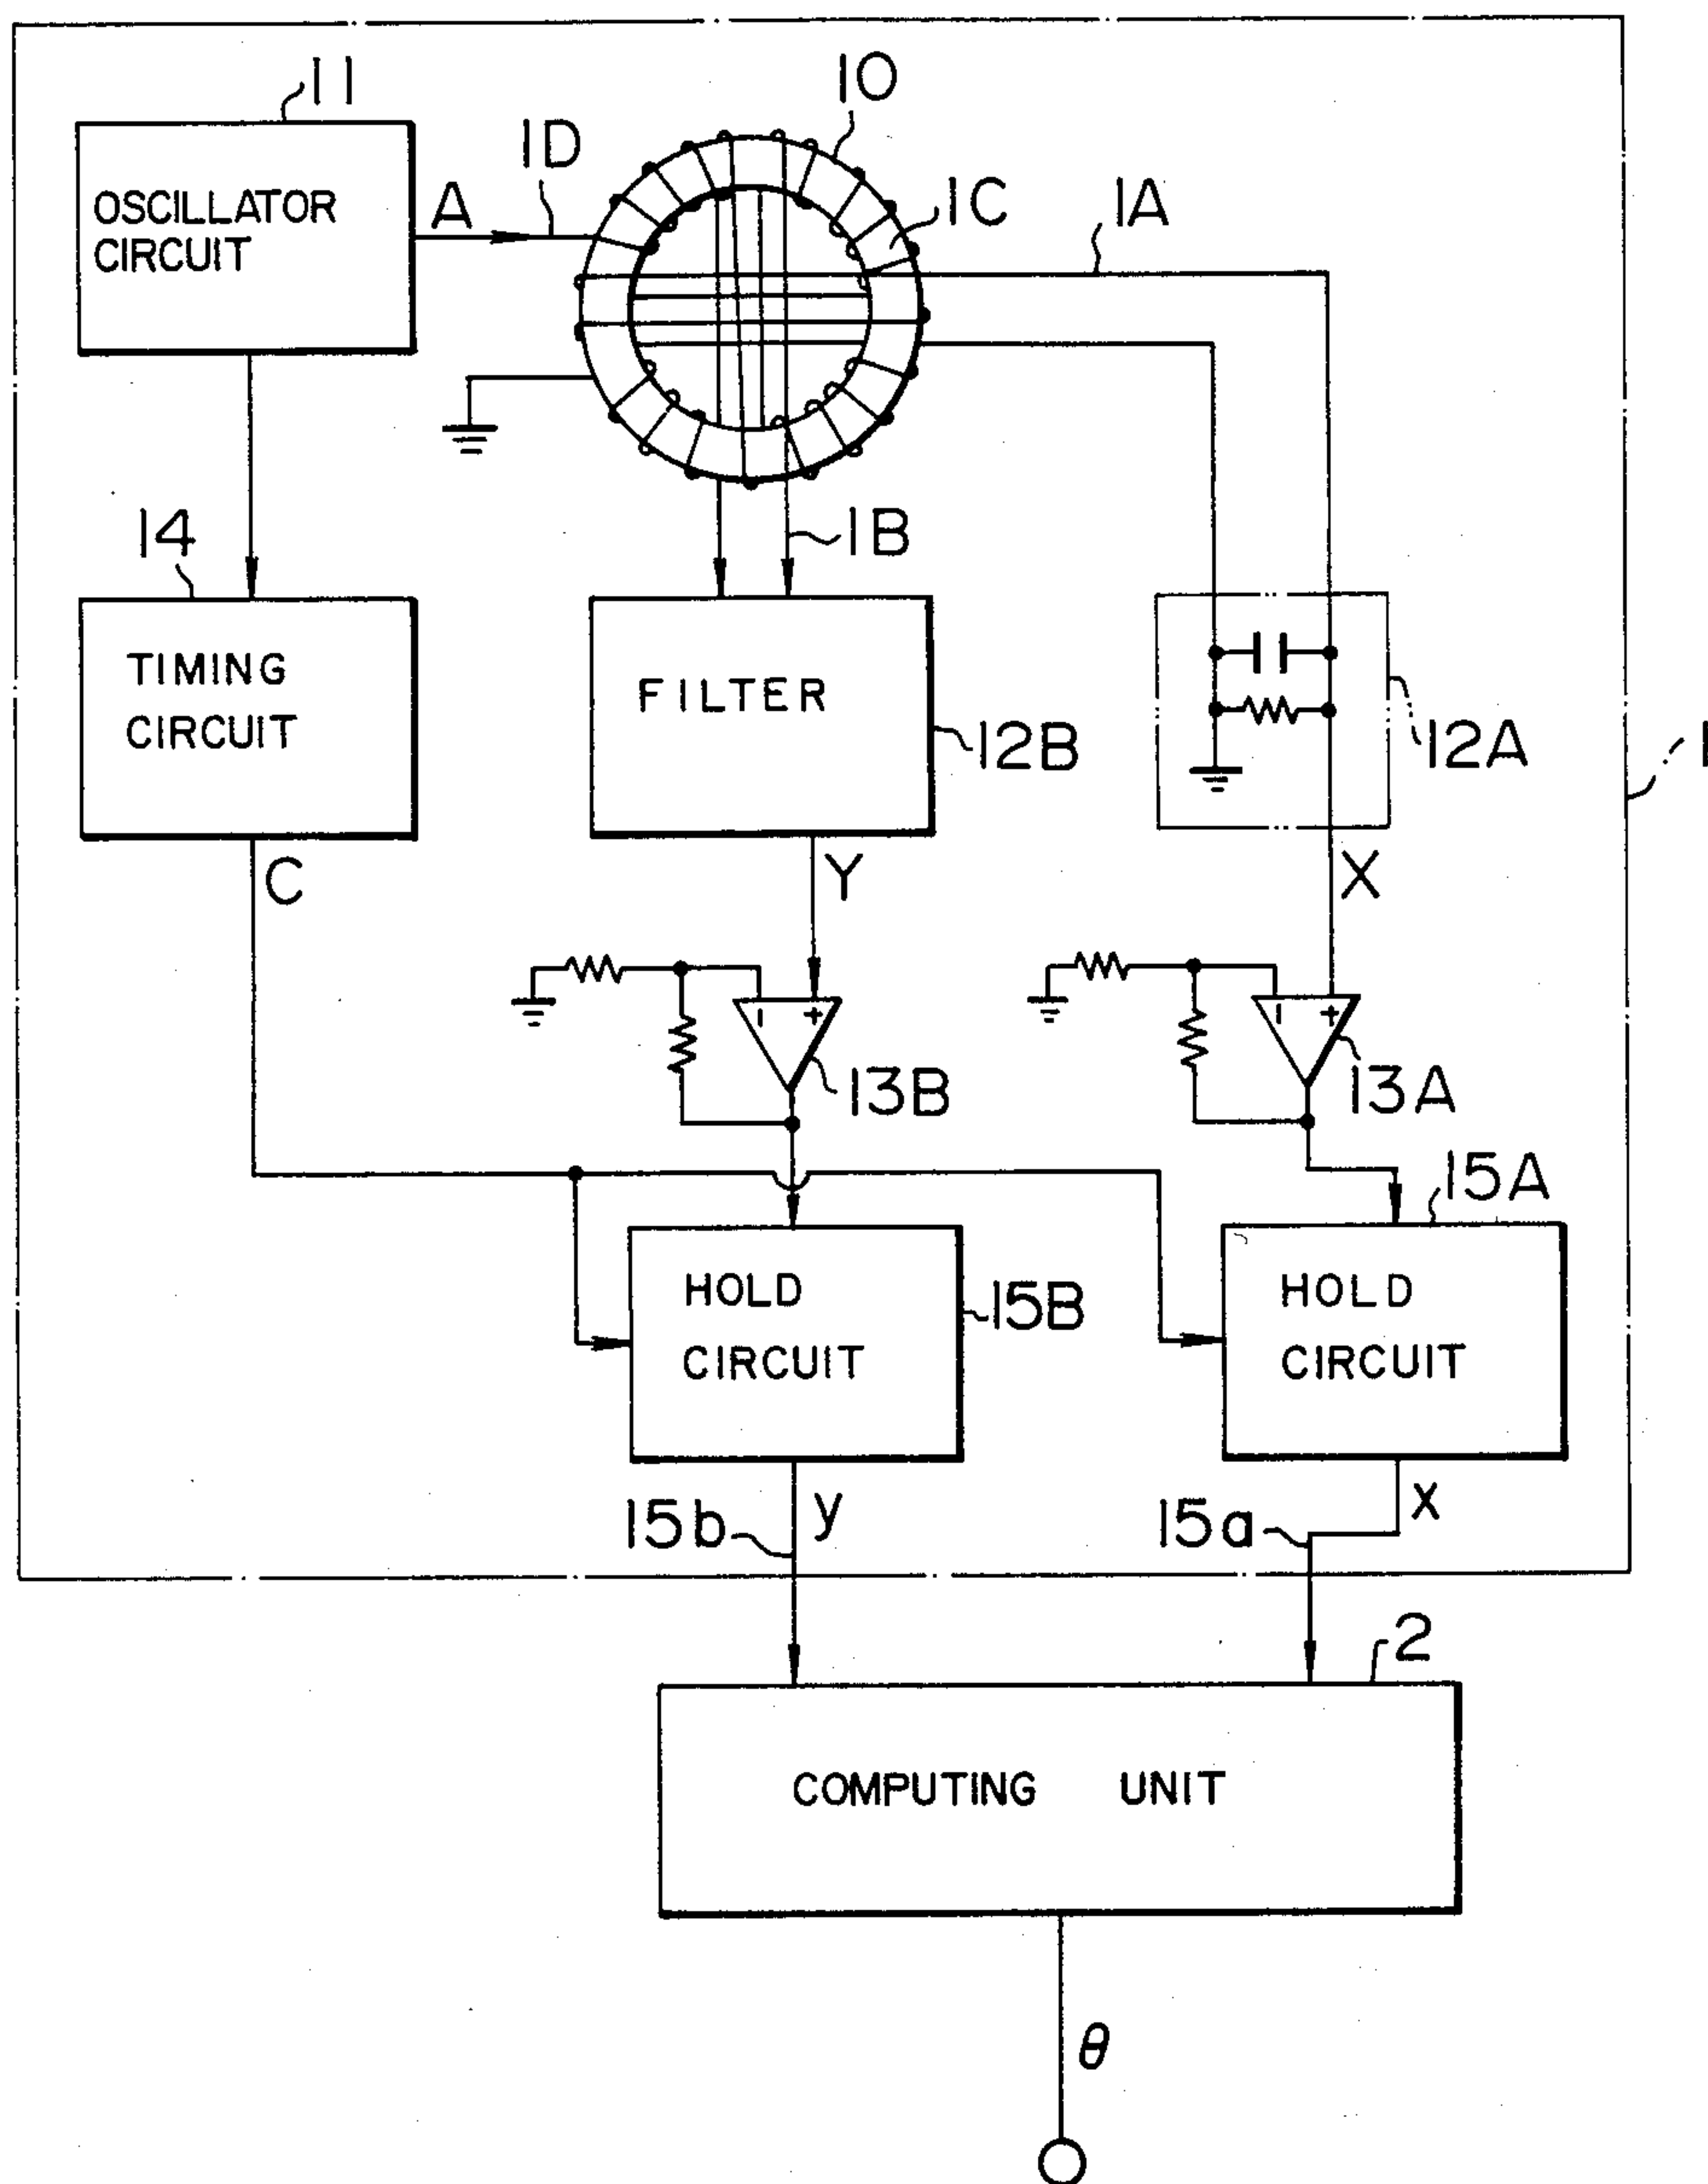 11
10
1D
OSCILLATOR
CIRCUIT
A
1C
1A
14
1B
TIMING
CIRCUIT
FILTER
12B
12A
1
C
Y
X
−
+
−
+
13B
13A
15A
HOLD
CIRCUIT
15B
HOLD
CIRCUIT
15b
y
15a
x
2
COMPUTING UNIT
θ